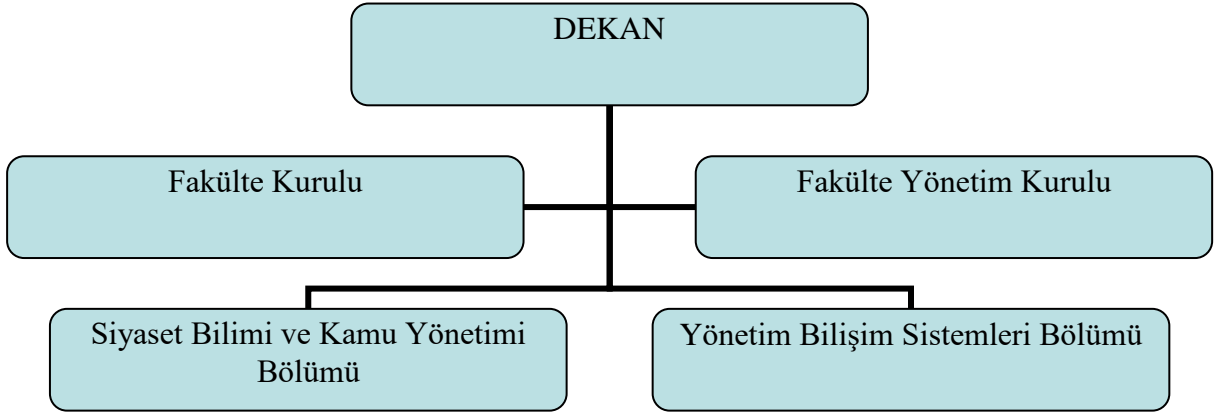 DEKAN
Fakülte Kurulu
Fakülte Yönetim Kurulu
Siyaset Bilimi ve Kamu Yönetimi
Bölümü
Yönetim Bilişim Sistemleri Bölümü